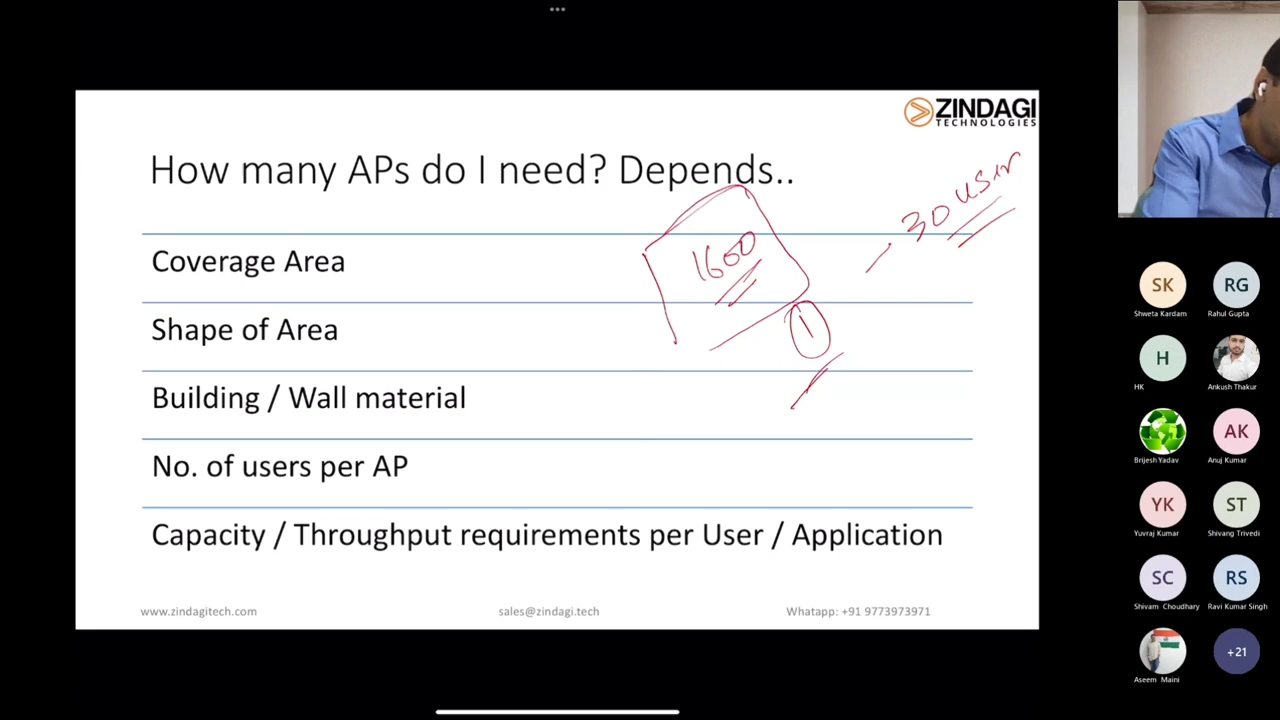 ZINDAGI
TECHNOLOGIES
How many APs do I need? Depends..
- 30 user
Coverage Area
1600
Shape of Area
1
Building / Wall material
No. of users per AP
Capacity / Throughput requirements per User / Application
www.zindagitech.com
sales@zindagi.tech
Whatapp: +91 9773973971
SK
RG
Shweta Kardam
Rahul Gupta
H
HK
Ankush Thakur
AK
Brijesh Yadav
Anuj Kumar
YK
ST
Yuvraj Kumar
Shivang Trivedi
SC
RS
Shivam Choudhary
Ravi Kumar Singh
+21
Aseem Maini